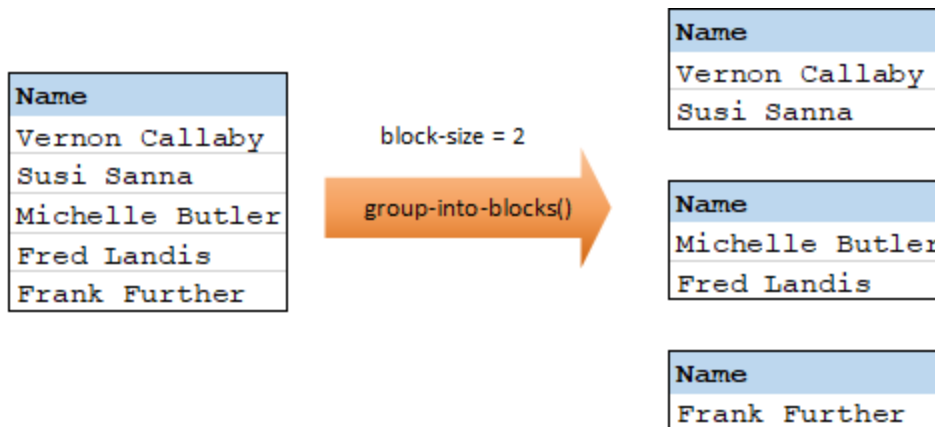 Name
Vernon Callaby
Susi Sanna
Michelle Butler
Fred Landis
Frank Further
block-size = 2
group-into-blocks()
Name
Vernon Callaby
Susi Sanna
Name
Michelle Butler
Fred Landis
Name
Frank Further